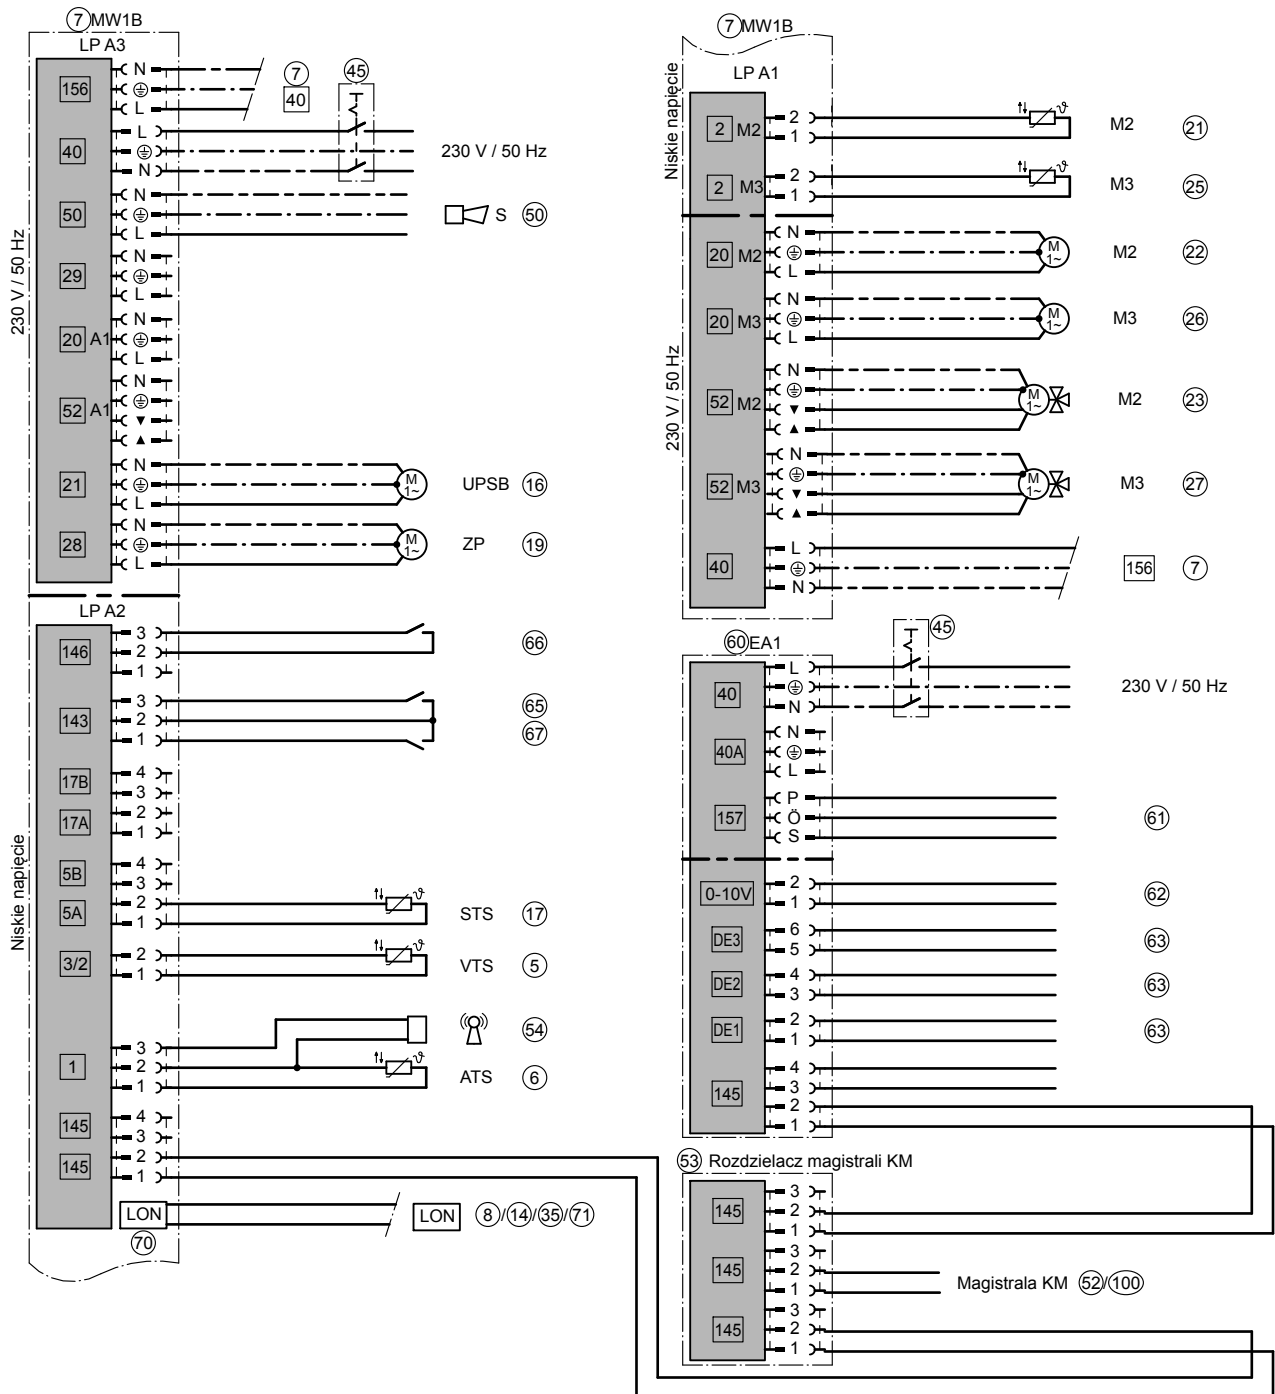 7 MW1B
LP A3
230 V / 50 Hz
156 N
L
7
40
45
40 L
N
230 V / 50 Hz
50 N
L
S 50
29 N
L
20 A1 N
L
52 A1 N
▼
▲
21 N
L
M 1~
UPSB 16
28 N
L
M 1~
ZP 19
LP A2
Niskie napięcie
146 3
2
1
66
143 3
2
1
65
67
17B 4
3
17A 2
1
5B 4
3
5A 2
1
ϑ
STS 17
3/2 2
1
ϑ
VTS 5
54
1 3
2
1
ϑ
ATS 6
145 4
3
145 2
1
LON
70
LON 8/14/35/71
7 MW1B
LP A1
Niskie napięcie
2 M2 2
1
ϑ
M2 21
2 M3 2
1
ϑ
M3 25
230 V / 50 Hz
20 M2 N
L
M 1~
M2 22
20 M3 N
L
M 1~
M3 26
52 M2 N
▼
▲
M 1~
M2 23
52 M3 N
▼
▲
M 1~
M3 27
40 L
N
156 7
60 EA1
45
40 L
N
230 V / 50 Hz
40A N
L
157 P
Ö
S
61
0-10V 2
1
62
DE3 6
5
63
DE2 4
3
63
DE1 2
1
63
145 4
3
2
1
53 Rozdzielacz magistrali KM
145 3
2
1
145 3
2
1
Magistrala KM 52/100
145 3
2
1